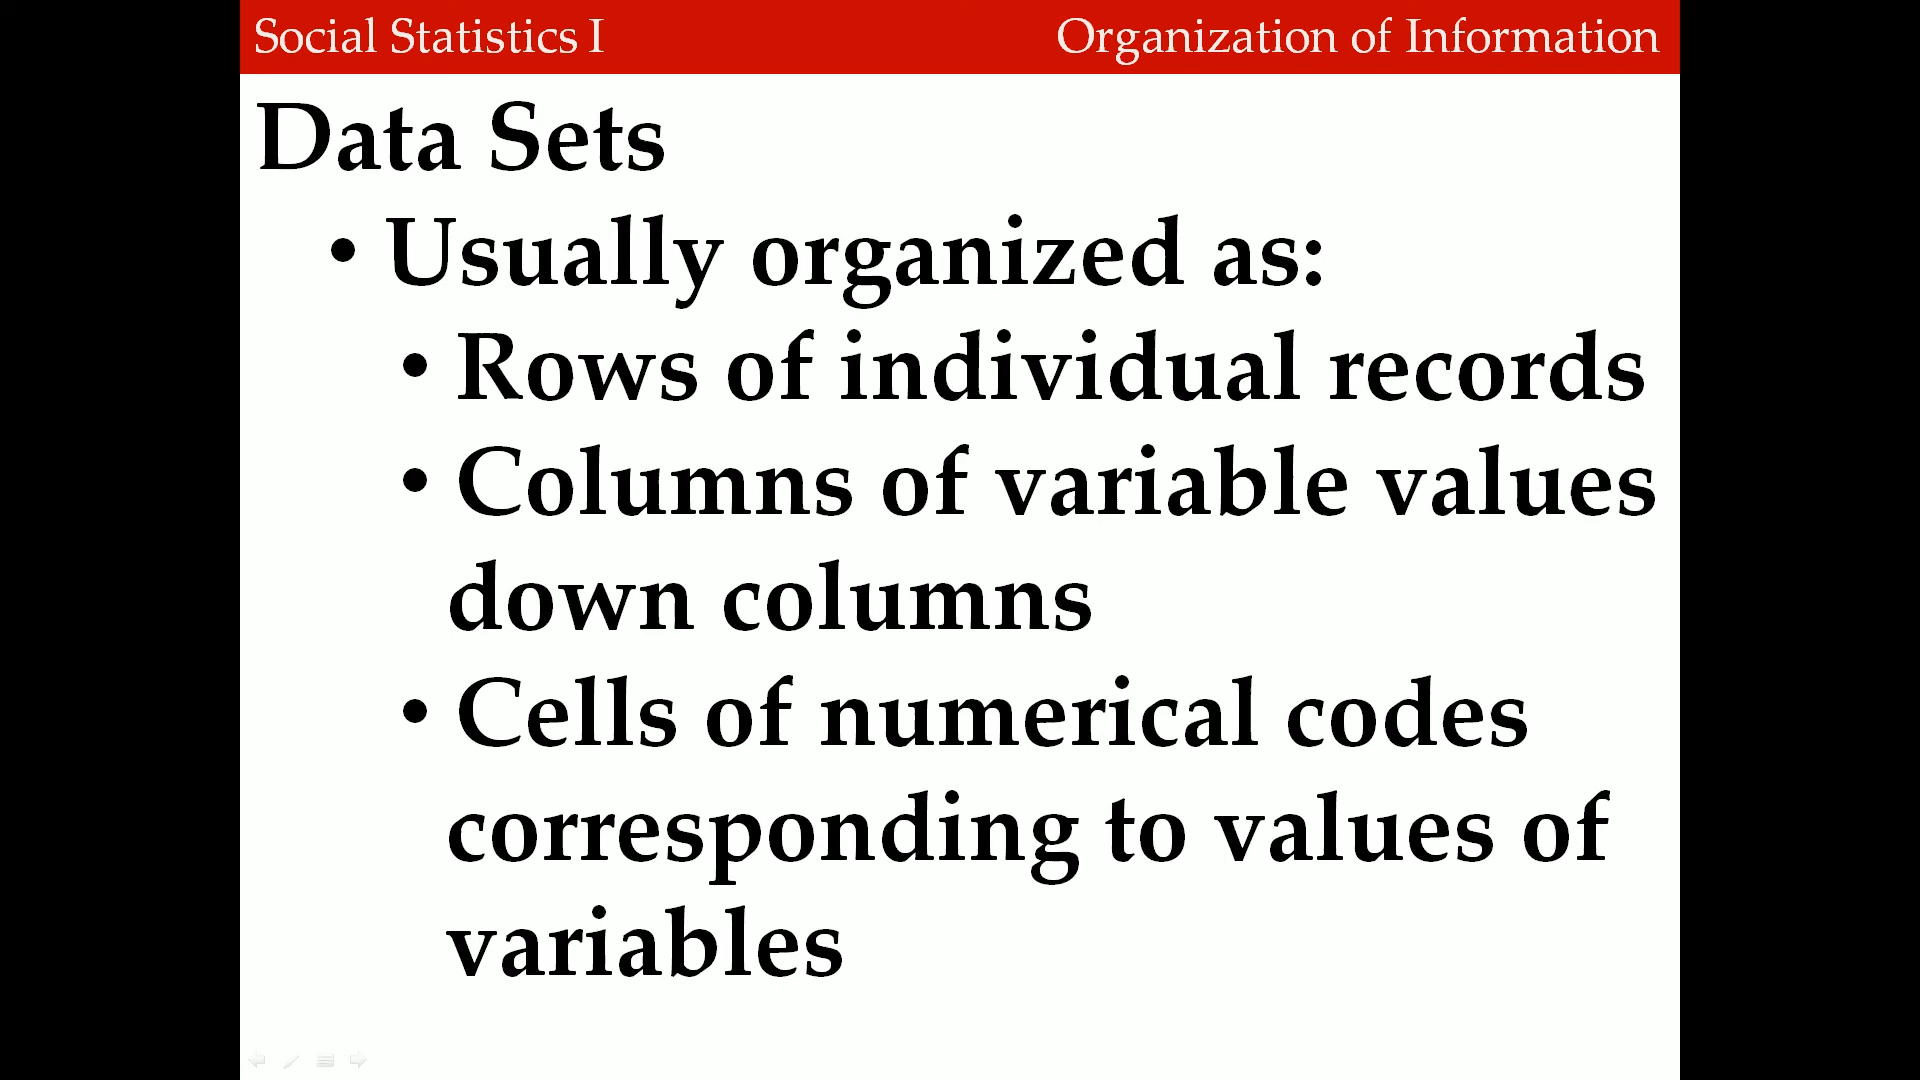 Social Statistics I
Organization of Information
Data Sets
• Usually organized as:
• Rows of individual records
• Columns of variable values
down columns
• Cells of numerical codes
corresponding to values of
variables